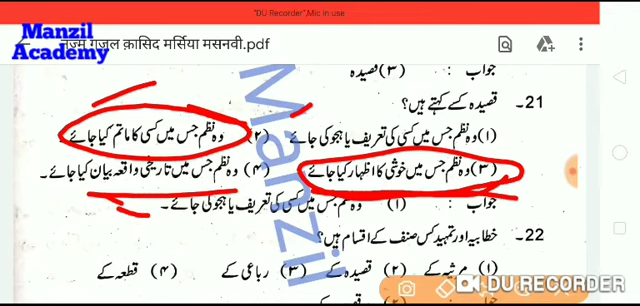 "DU Recorder".Mic in use
Manzil
Academy
नज़्म ग़ज़ल क़ासिद मर्सिया मसनवी.pdf
جواب : (۳) قصیدہ
21۔ قصیدہ کسے کہتے ہیں؟
(۱) وہ نظم جس میں کسی کی تعریف یا ہجو کی جائے (۲) وہ نظم جس میں کسی کا ماتم کیا جائے۔
(۳) وہ نظم جس میں خوشی کا اظہار کیا جائے (۴) وہ نظم جس میں تاریخی واقعہ بیان کیا جائے۔
جواب : (۱) وہ نظم جس میں کسی کی تعریف یا ہجو کی جائے۔
22۔ خطابیہ اور تمہید کس صنف کے اقسام ہیں؟
(۱) مرثیہ کے (۲) قصیدہ کے (۳) رباعی کے (۴) قطعہ کے
Manzil
DU RECORDER